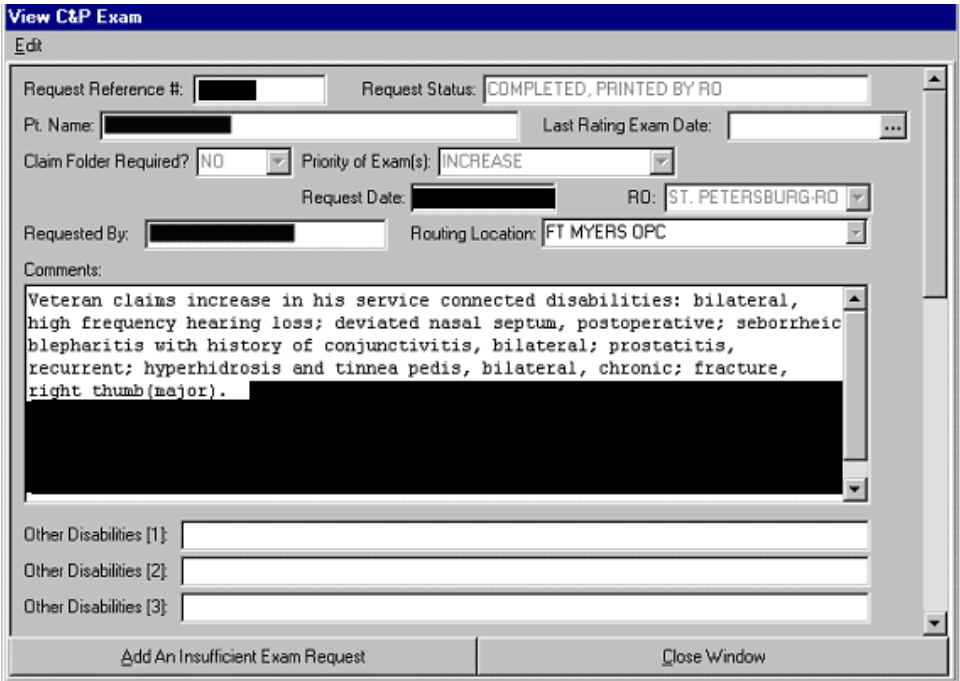 View C&P Exam
Edit
Request Reference #: Request Status: COMPLETED, PRINTED BY RO
Pt. Name: Last Rating Exam Date: ...
Claim Folder Required? NO Priority of Exam(s): INCREASE
Request Date: RO: ST. PETERSBURG-RO
Requested By: Routing Location: FT MYERS OPC
Comments:
Veteran claims increase in his service connected disabilities: bilateral,
high frequency hearing loss; deviated nasal septum, postoperative; seborrheic
blepharitis with history of conjunctivitis, bilateral; prostatitis,
recurrent; hyperhidrosis and tinnea pedis, bilateral, chronic; fracture,
right thumb(major).
Other Disabilities [1]:
Other Disabilities [2]:
Other Disabilities [3]:
Add An Insufficient Exam Request Close Window